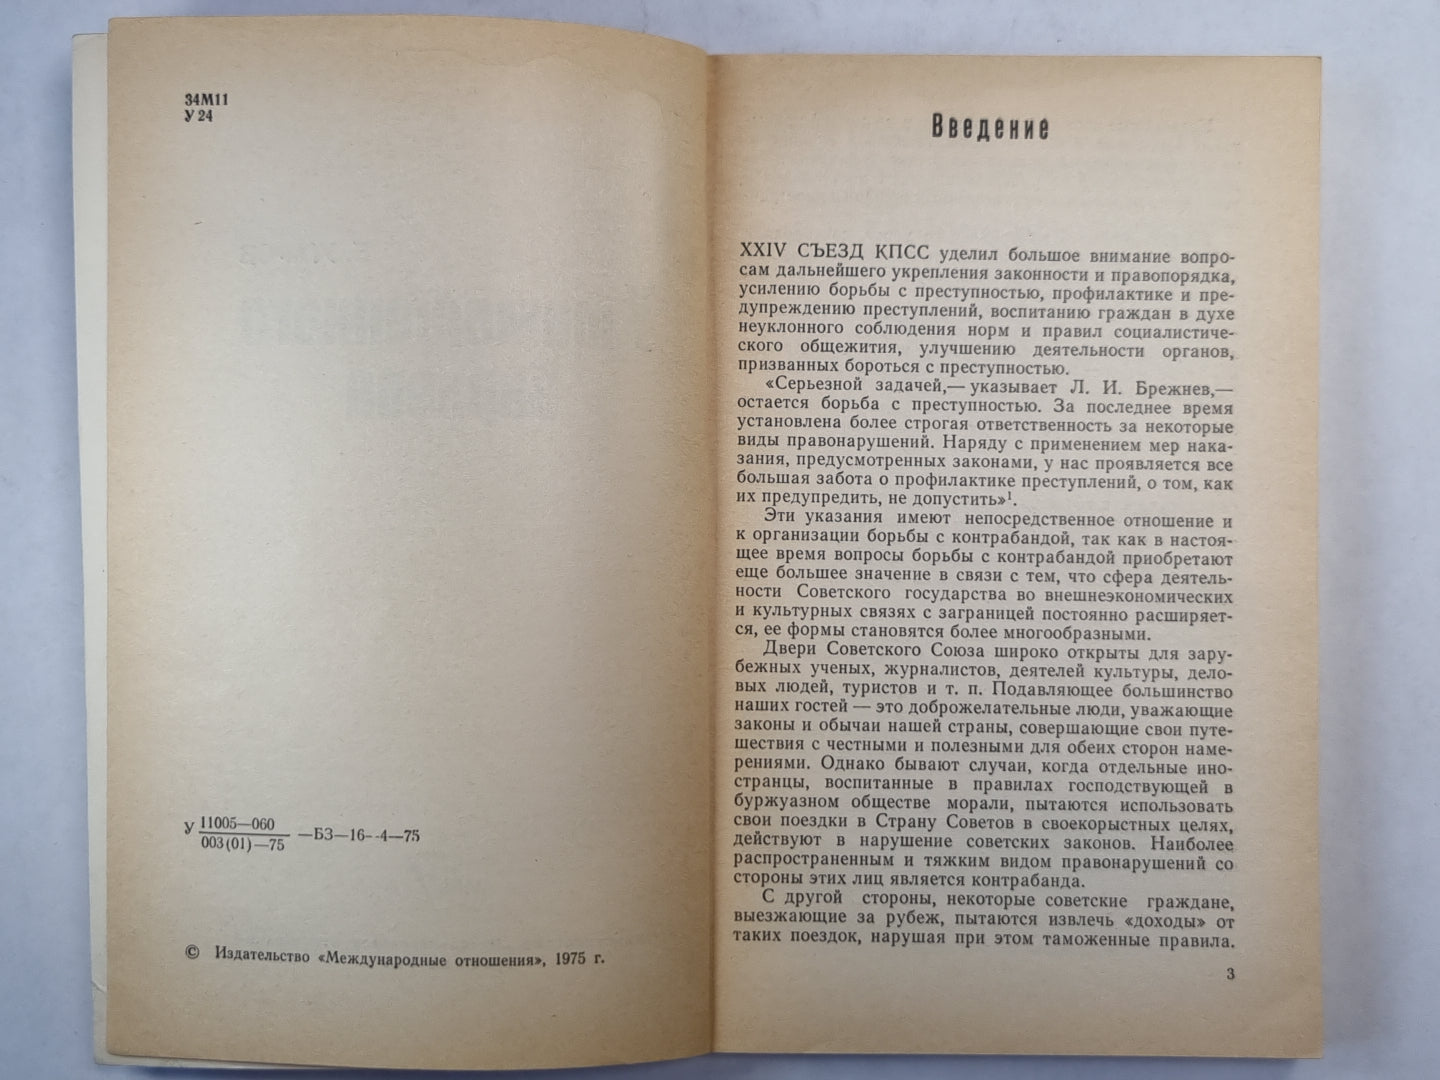 34М11
У 24
У 11005—060
003(01)—75 —БЗ—16--4—75
© Издательство «Международные отношения», 1975 г.
Введение
XXIV СЪЕЗД КПСС уделил большое внимание вопро-
сам дальнейшего укрепления законности и правопорядка,
усилению борьбы с преступностью, профилактике и пре-
дупреждению преступлений, воспитанию граждан в духе
неуклонного соблюдения норм и правил социалистиче-
ского общежития, улучшению деятельности органов,
призванных бороться с преступностью.
«Серьезной задачей,— указывает Л. И. Брежнев,—
остается борьба с преступностью. За последнее время
установлена более строгая ответственность за некоторые
виды правонарушений. Наряду с применением мер нака-
зания, предусмотренных законами, у нас проявляется все
большая забота о профилактике преступлений, о том, как
их предупредить, не допустить»¹.
Эти указания имеют непосредственное отношение и
к организации борьбы с контрабандой, так как в настоя-
щее время вопросы борьбы с контрабандой приобретают
еще большее значение в связи с тем, что сфера деятель-
ности Советского государства во внешнеэкономических
и культурных связях с заграницей постоянно расширяет-
ся, ее формы становятся более многообразными.
Двери Советского Союза широко открыты для зару-
бежных ученых, журналистов, деятелей культуры, дело-
вых людей, туристов и т. п. Подавляющее большинство
наших гостей — это доброжелательные люди, уважающие
законы и обычаи нашей страны, совершающие свои путе-
шествия с честными и полезными для обеих сторон наме-
рениями. Однако бывают случаи, когда отдельные ино-
странцы, воспитанные в правилах господствующей в
буржуазном обществе морали, пытаются использовать
свои поездки в Страну Советов в своекорыстных целях,
действуют в нарушение советских законов. Наиболее
распространенным и тяжким видом правонарушений со
стороны этих лиц является контрабанда.
С другой стороны, некоторые советские граждане,
выезжающие за рубеж, пытаются извлечь «доходы» от
таких поездок, нарушая при этом таможенные правила.
3